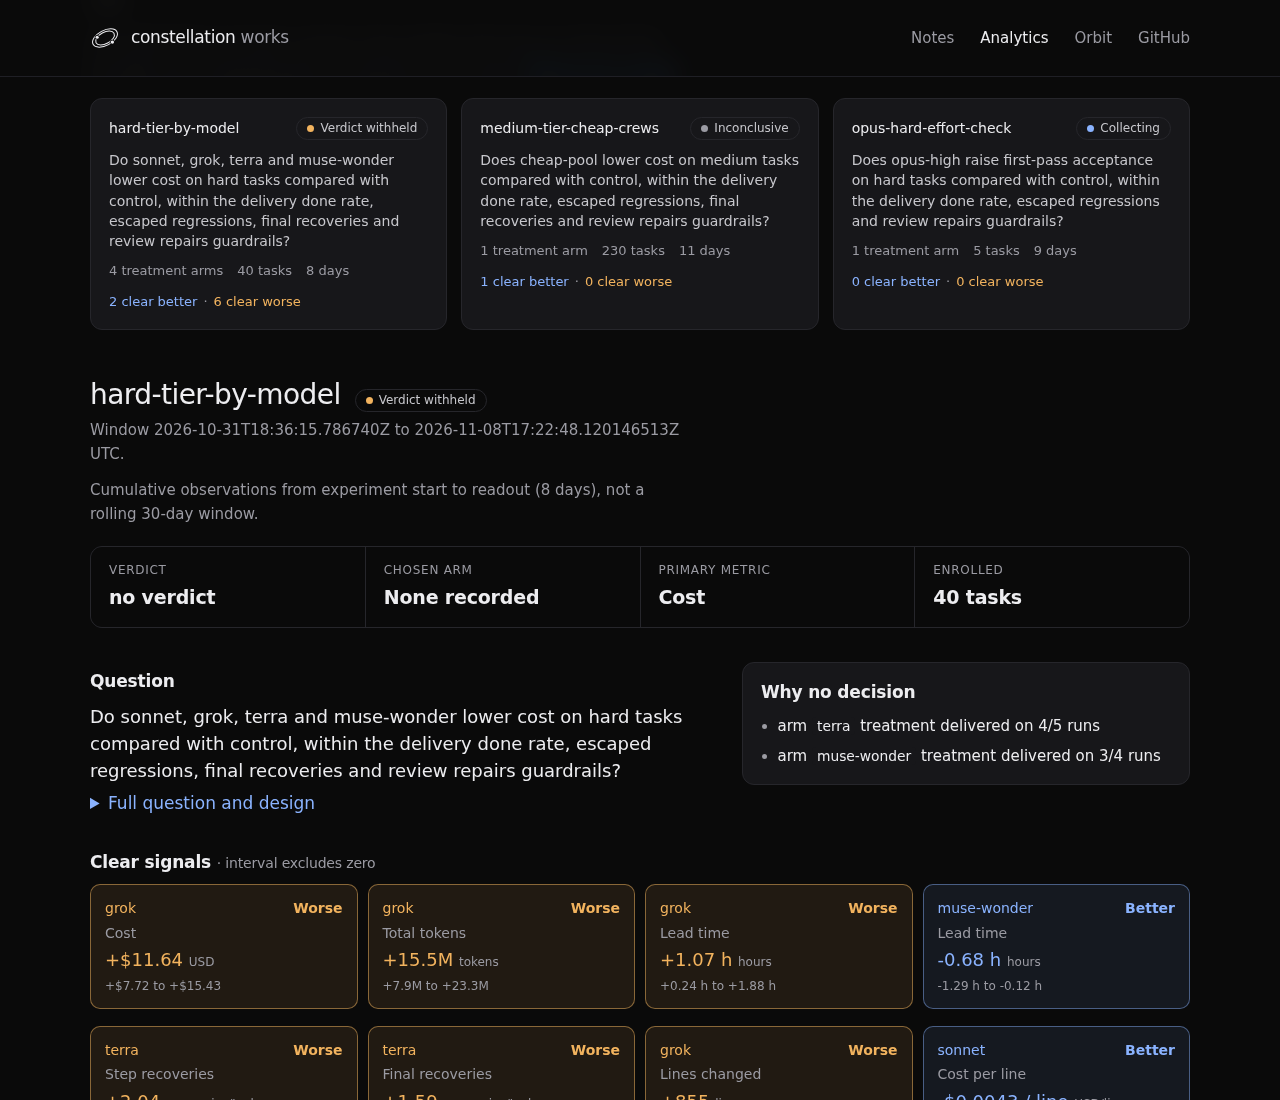 constellation works
Notes Analytics Orbit GitHub
hard-tier-by-model Verdict withheld
Do sonnet, grok, terra and muse-wonder
lower cost on hard tasks compared with
control, within the delivery done rate,
escaped regressions, final recoveries and
review repairs guardrails?
4 treatment arms 40 tasks 8 days
2 clear better · 6 clear worse
medium-tier-cheap-crews Inconclusive
Does cheap-pool lower cost on medium tasks
compared with control, within the delivery
done rate, escaped regressions, final
recoveries and review repairs guardrails?
1 treatment arm 230 tasks 11 days
1 clear better · 0 clear worse
opus-hard-effort-check Collecting
Does opus-high raise first-pass acceptance
on hard tasks compared with control, within
the delivery done rate, escaped regressions
and review repairs guardrails?
1 treatment arm 5 tasks 9 days
0 clear better · 0 clear worse
hard-tier-by-model Verdict withheld
Window 2026-10-31T18:36:15.786740Z to 2026-11-08T17:22:48.120146513Z
UTC.
Cumulative observations from experiment start to readout (8 days), not a
rolling 30-day window.
VERDICT
no verdict
CHOSEN ARM
None recorded
PRIMARY METRIC
Cost
ENROLLED
40 tasks
Question
Do sonnet, grok, terra and muse-wonder lower cost on hard tasks
compared with control, within the delivery done rate, escaped
regressions, final recoveries and review repairs guardrails?
Full question and design
Why no decision
arm terra treatment delivered on 4/5 runs
arm muse-wonder treatment delivered on 3/4 runs
Clear signals · interval excludes zero
grok Worse
Cost
+$11.64 USD
+$7.72 to +$15.43
grok Worse
Total tokens
+15.5M tokens
+7.9M to +23.3M
grok Worse
Lead time
+1.07 h hours
+0.24 h to +1.88 h
muse-wonder Better
Lead time
-0.68 h hours
-1.29 h to -0.12 h
terra Worse
Step recoveries
+2.04
terra Worse
Final recoveries
+1.59
grok Worse
Lines changed
+855
sonnet Better
Cost per line
-$0.0043 / line